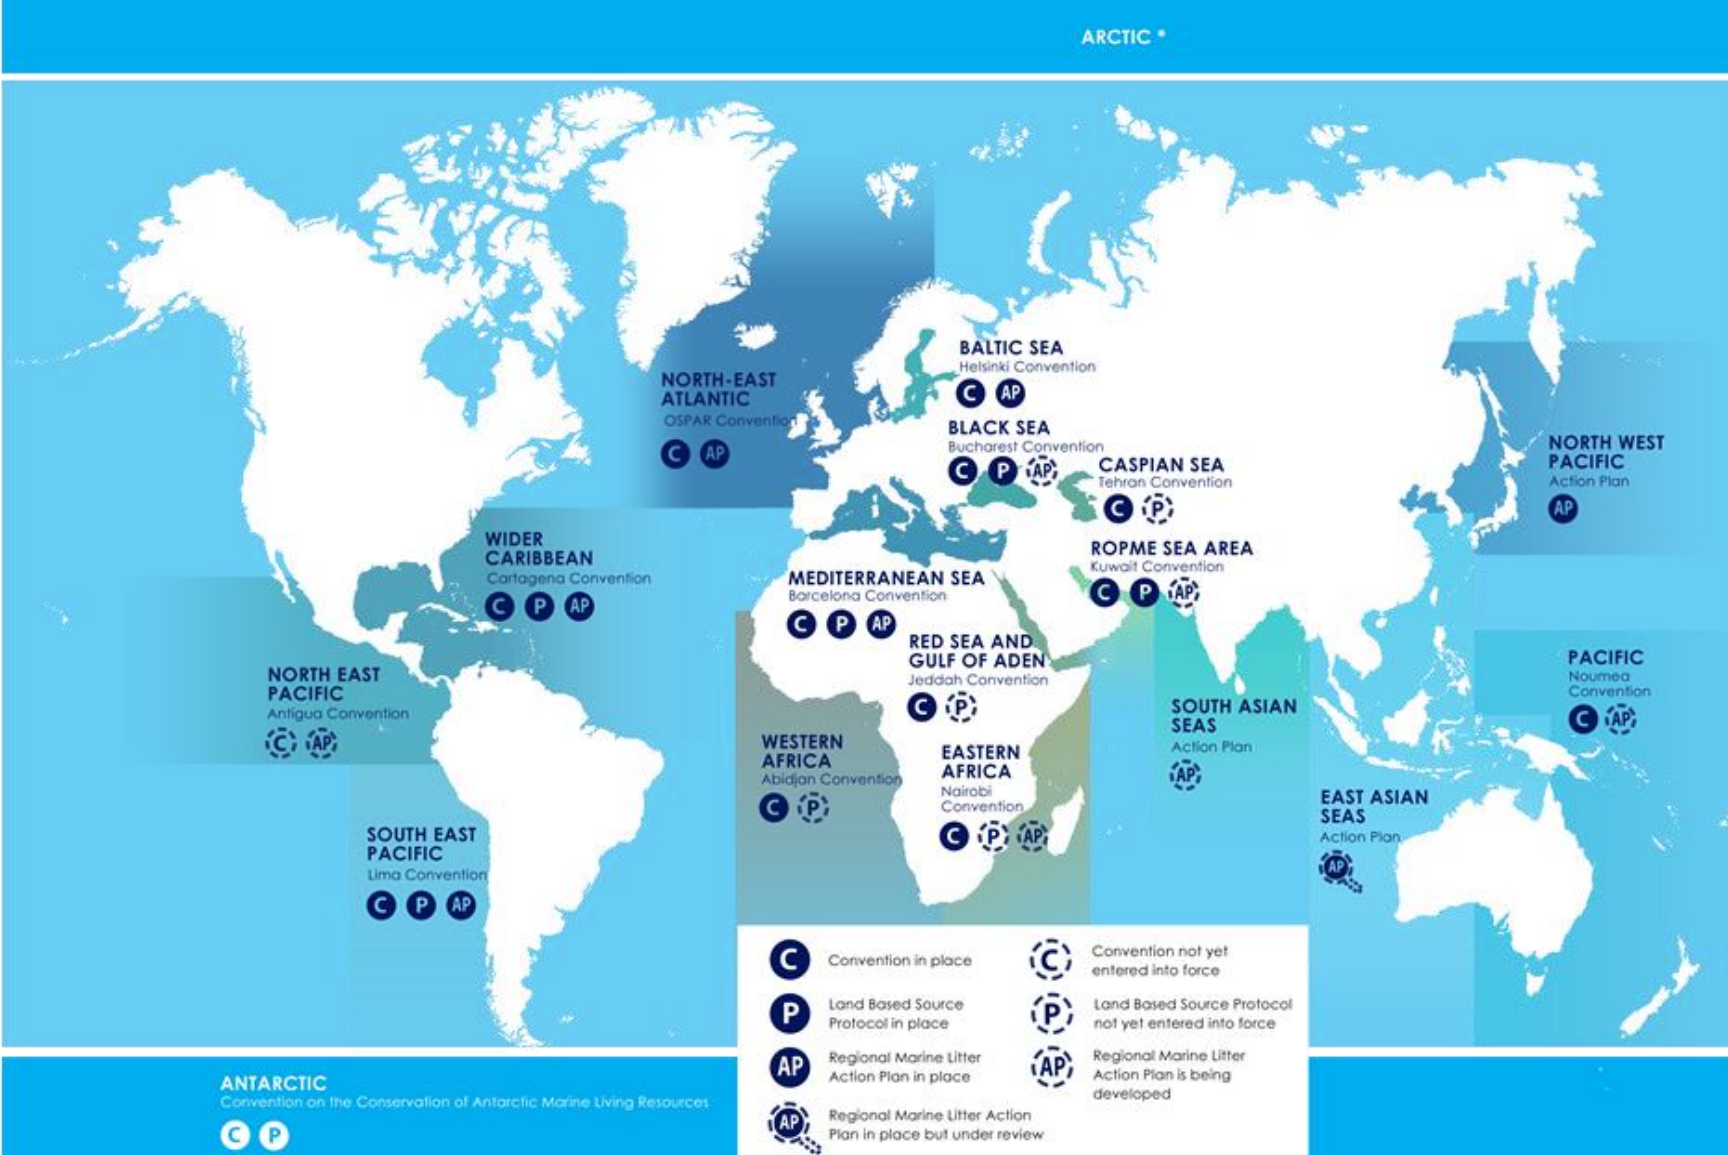 ARCTIC *
BALTIC SEA
Helsinki Convention
C AP
NORTH-EAST
ATLANTIC
OSPAR Convention
C AP
BLACK SEA
Bucharest Convention
C P AP
CASPIAN SEA
Tehran Convention
C P
NORTH WEST
PACIFIC
Action Plan
AP
WIDER
CARIBBEAN
Cartagena Convention
C P AP
ROPME SEA AREA
Kuwait Convention
C P AP
MEDITERRANEAN SEA
Barcelona Convention
C P AP
RED SEA AND
GULF OF ADEN
Jeddah Convention
C P
NORTH EAST
PACIFIC
Antigua Convention
C AP
PACIFIC
Noumea
Convention
C AP
SOUTH ASIAN
SEAS
Action Plan
AP
WESTERN
AFRICA
Abidjan Convention
C P
EASTERN
AFRICA
Nairobi
Convention
C P AP
EAST ASIAN
SEAS
Action Plan
AP
SOUTH EAST
PACIFIC
Lima Convention
C P AP
C Convention in place
P Land Based Source
Protocol in place
AP Regional Marine Litter
Action Plan in place
AP Regional Marine Litter Action
Plan in place but under review
C Convention not yet
entered into force
P Land Based Source Protocol
not yet entered into force
AP Regional Marine Litter
Action Plan is being
developed
ANTARCTIC
Convention on the Conservation of Antarctic Marine Living Resources
C P